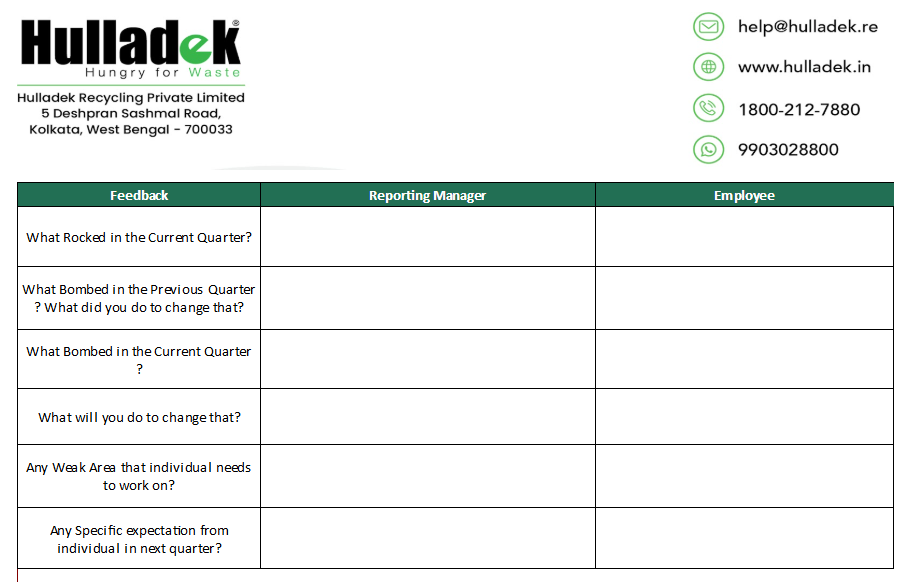 Hulladek®
Hungry for Waste
Hulladek Recycling Private Limited
5 Deshpran Sashmal Road,
Kolkata, West Bengal - 700033
help@hulladek.re
www.hulladek.in
1800-212-7880
9903028800
Feedback Reporting Manager Employee
What Rocked in the Current Quarter?
What Bombed in the Previous Quarter
? What did you do to change that?
What Bombed in the Current Quarter
?
What will you do to change that?
Any Weak Area that individual needs
to work on?
Any Specific expectation from
individual in next quarter?